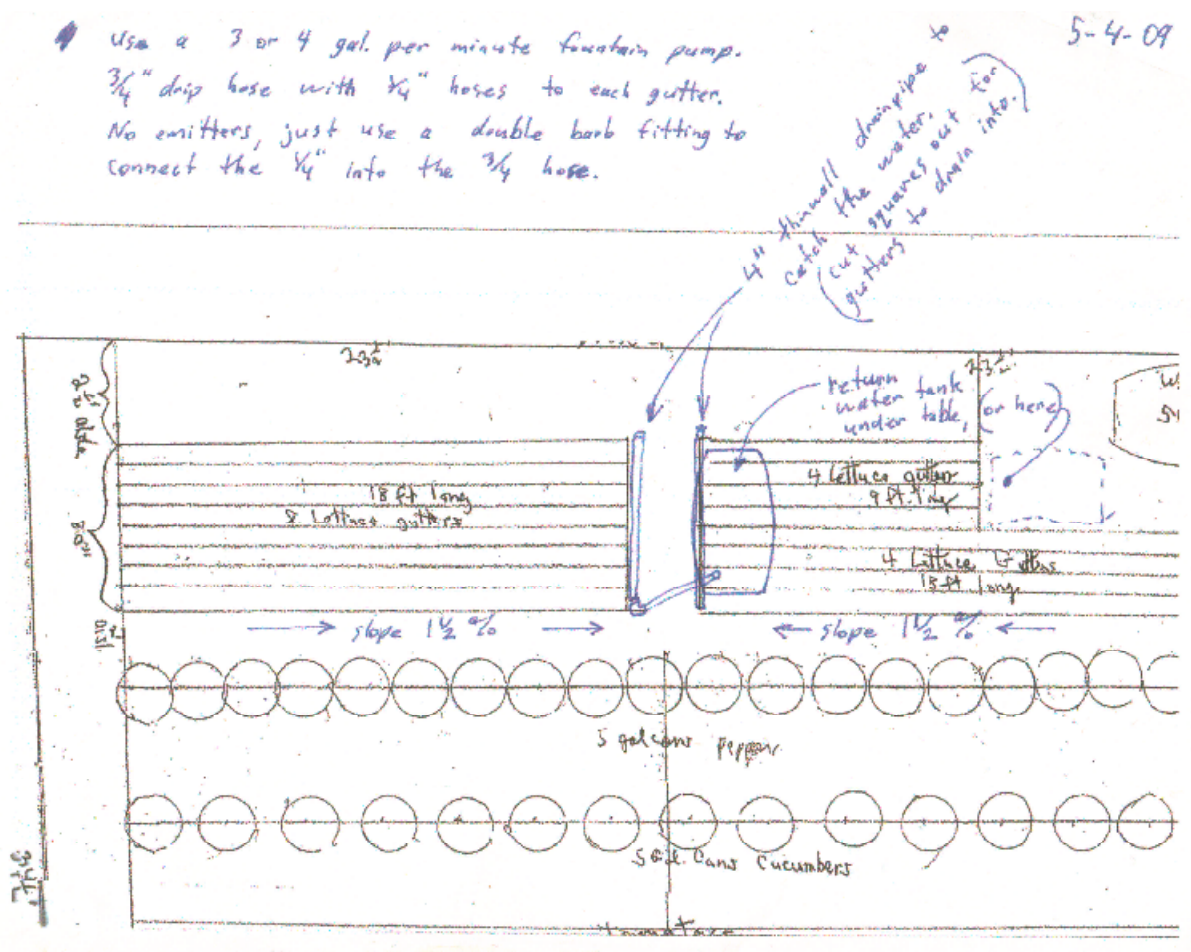 5-4-09
Use a 3 or 4 gal. per minute fountain pump.
3/4" drip hose with 1/4" hoses to each gutter.
No emitters, just use a double barb fitting to
connect the 1/4" into the 3/4 hose.
4" thinwall drainpipe to
catch the water.
(cut squares out for
gutters to drain into.)
return
water tank
under table, (or here)
18 ft long
8 Lettuce gutters
4 Lettuce gutters
9 ft. long
4 Lettuce Gutters
18 ft long
slope 1 1/2 %
slope 1 1/2 %
5 gal cans pepper
5 Gal. Cans Cucumbers